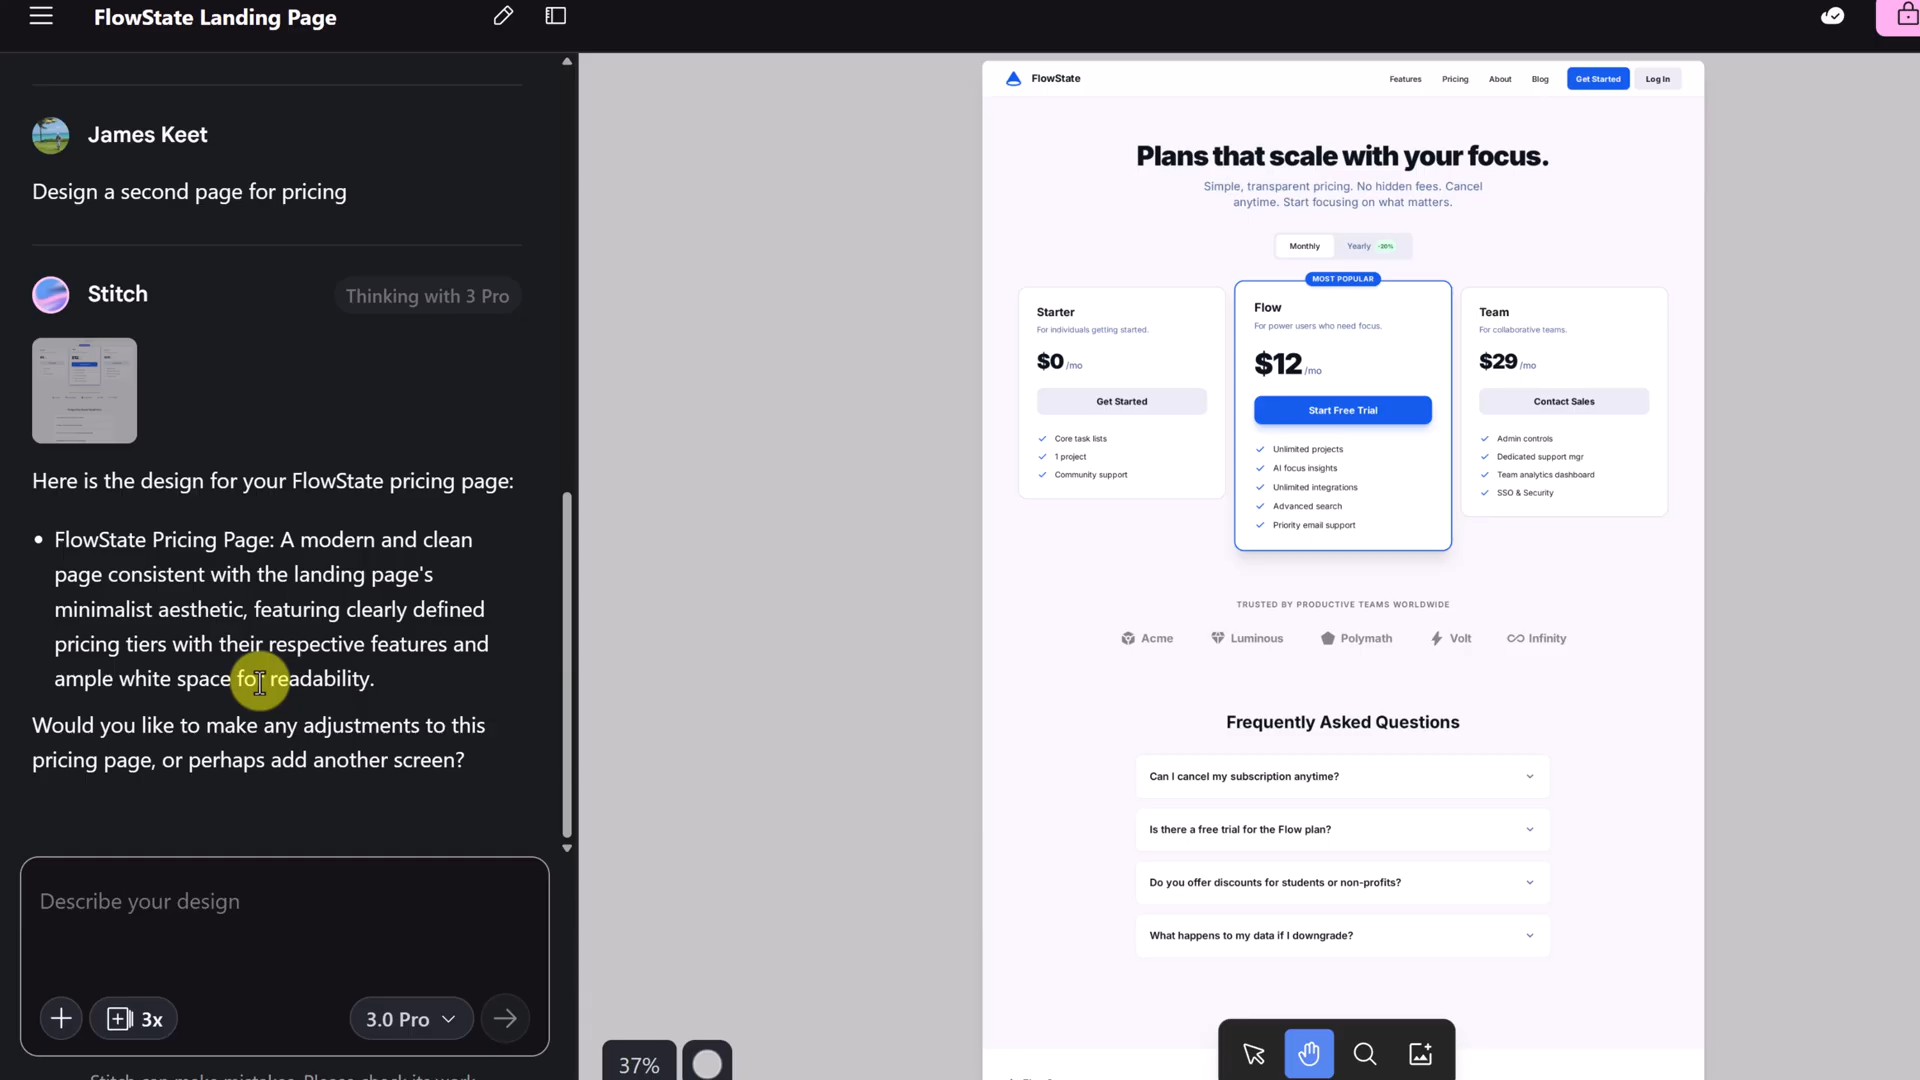 FlowState Landing Page
James Keet
Design a second page for pricing
Stitch
Thinking with 3 Pro
Here is the design for your FlowState pricing page:
• FlowState Pricing Page: A modern and clean
page consistent with the landing page's
minimalist aesthetic, featuring clearly defined
pricing tiers with their respective features and
ample white space for readability.
Would you like to make any adjustments to this
pricing page, or perhaps add another screen?
Describe your design
3x
3.0 Pro
Stitch can make mistakes. Please check its work.
FlowState
Features Pricing About Blog Get Started Log In
Plans that scale with your focus.
Simple, transparent pricing. No hidden fees. Cancel
anytime. Start focusing on what matters.
Monthly Yearly -20%
MOST POPULAR
Starter
For individuals getting started.
$0 /mo
Get Started
Core task lists
1 project
Community support
Flow
For power users who need focus.
$12 /mo
Start Free Trial
Unlimited projects
AI focus insights
Unlimited integrations
Advanced search
Priority email support
Team
For collaborative teams.
$29 /mo
Contact Sales
Admin controls
Dedicated support mgr
Team analytics dashboard
SSO & Security
TRUSTED BY PRODUCTIVE TEAMS WORLDWIDE
Acme Luminous Polymath Volt Infinity
Frequently Asked Questions
Can I cancel my subscription anytime?
Is there a free trial for the Flow plan?
Do you offer discounts for students or non-profits?
What happens to my data if I downgrade?
37%